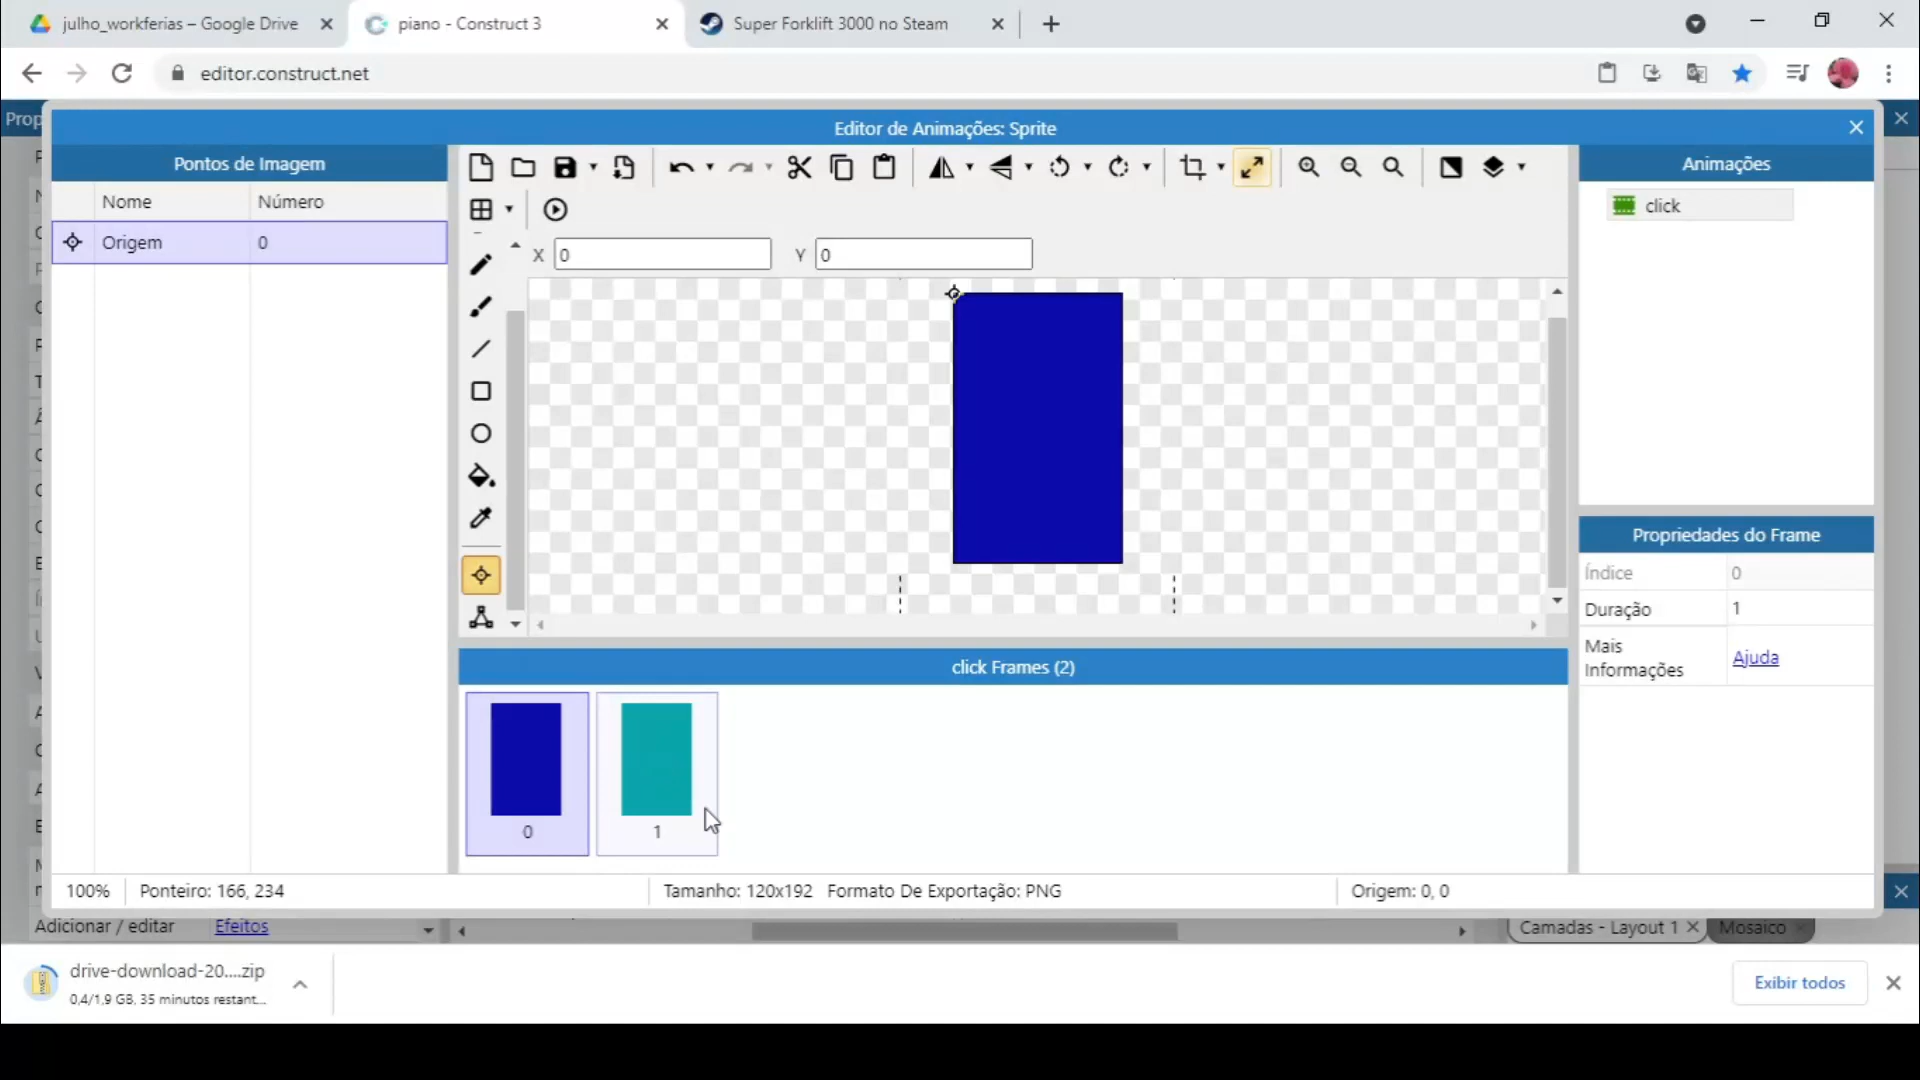 julho_workferias – Google Drive
piano - Construct 3
Super Forklift 3000 no Steam
editor.construct.net
Prop
Editor de Animações: Sprite
Pontos de Imagem
Animações
Nome
Número
click
Origem
0
X
0
Y
0
Propriedades do Frame
Índice
0
Duração
1
Mais
Informações
Ajuda
click Frames (2)
0
1
100%
Ponteiro: 166, 234
Tamanho: 120x192
Formato De Exportação: PNG
Origem: 0, 0
Adicionar / editar
Efeitos
Camadas - Layout 1
Mosaico
drive-download-20....zip
0,4/1,9 GB, 35 minutos restant...
Exibir todos